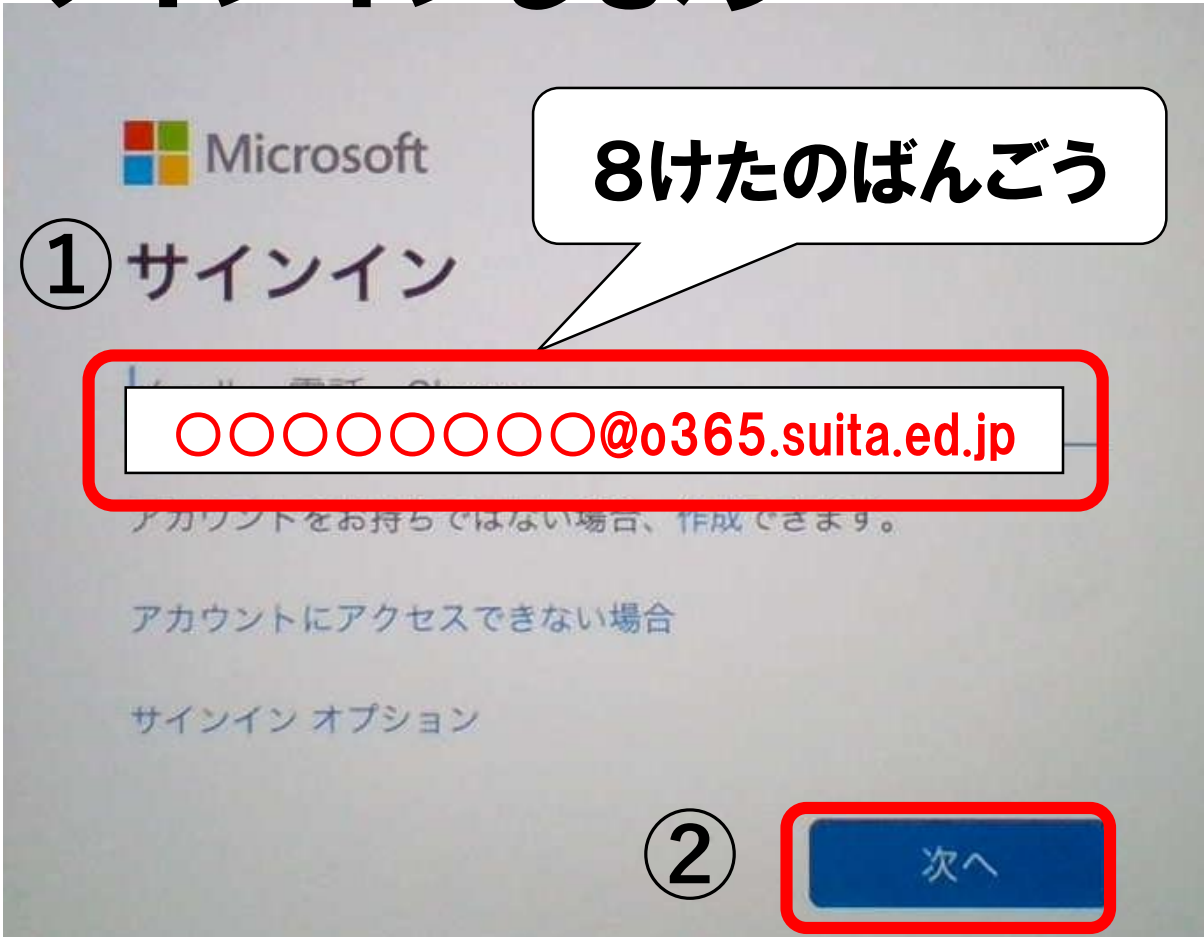 Microsoft
8けたのばんごう
①サインイン
○○○○○○○○@o365.suita.ed.jp
アカウントをお持ちではない場合、作成できます。
アカウントにアクセスできない場合
サインイン オプション
②
次へ